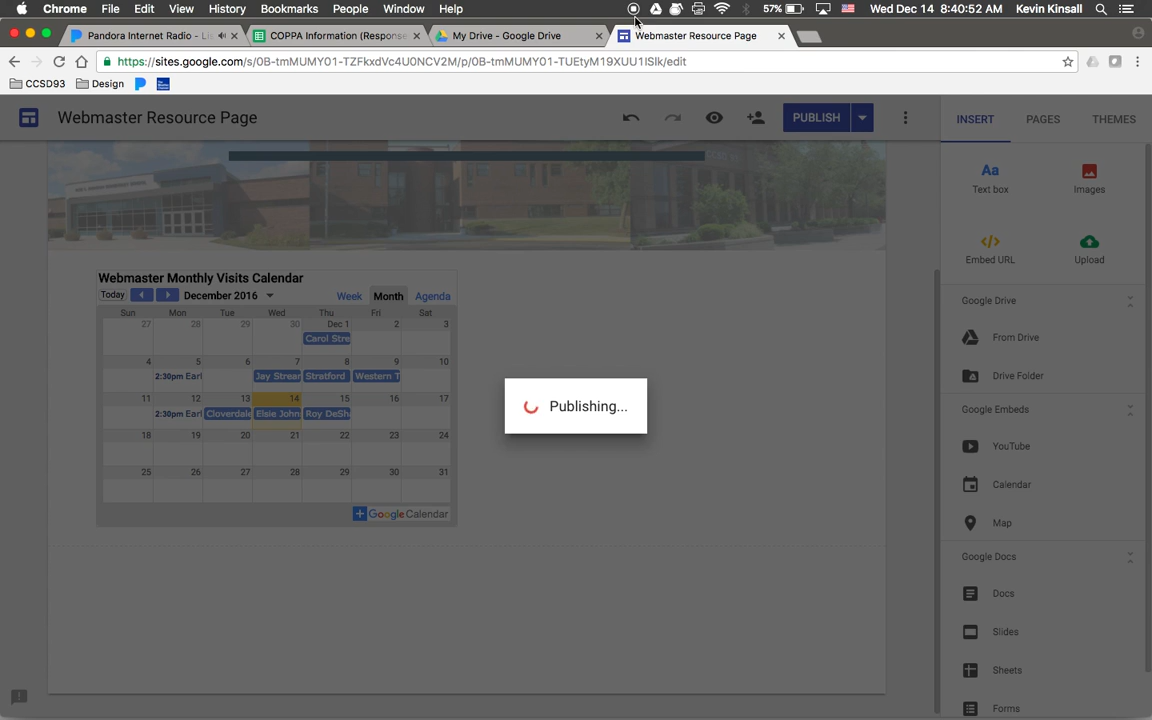 Chrome File Edit View History Bookmarks People Window Help 57% Wed Dec 14 8:40:52 AM Kevin Kinsall
Pandora Internet Radio - Lis COPPA Information (Response My Drive - Google Drive Webmaster Resource Page
https://sites.google.com/s/0B-tmMUMY01-TZFkxdVc4U0NCV2M/p/0B-tmMUMY01-TUEtyM19XUU1lSlk/edit
CCSD93 Design
Webmaster Resource Page PUBLISH INSERT PAGES THEMES
Aa
Text box Images
Embed URL Upload
Google Drive
From Drive
Drive Folder
Google Embeds
YouTube
Calendar
Map
Google Docs
Docs
Slides
Sheets
Forms
Webmaster Monthly Visits Calendar
Today December 2016 Week Month Agenda
Sun Mon Tue Wed Thu Fri Sat
27 28 29 30 Dec 1 2 3
Carol Stre
4 5 6 7 8 9 10
2:30pm Earl Jay Strear Stratford Western T
11 12 13 14 15 16 17
2:30pm Earl Cloverdale Elsie John Roy DeSh
18 19 20 21 22 23 24
25 26 27 28 29 30 31
Google Calendar
Publishing...